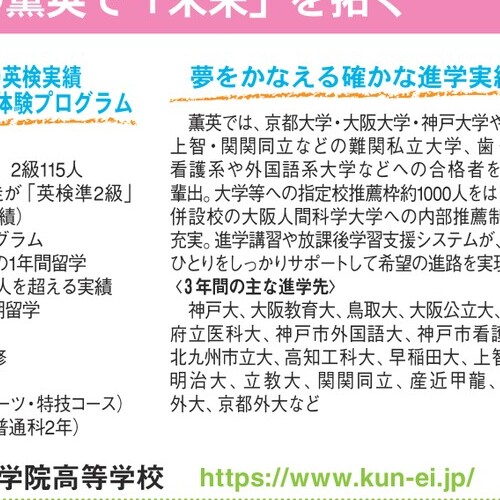 薫英で「未来」を拓く
英検実績
体験プログラム
2級115人
が「英検準2級」
績)
グラム
の1年間留学
人を超える実績
期留学
修
ーツ・特技コース)
普通科2年)
夢をかなえる確かな進学実績
薫英では、京都大学・大阪大学・神戸大学や
上智・関関同立などの難関私立大学、歯・
看護系や外国語系大学などへの合格者を
輩出。大学等への指定校推薦枠約1000人をは
併設校の大阪人間科学大学への内部推薦制
充実。進学講習や放課後学習支援システムが、
ひとりをしっかりサポートして希望の進路を実現
〈3年間の主な進学先〉
神戸大、大阪教育大、鳥取大、大阪公立大、
府立医科大、神戸市外国語大、神戸市看護
北九州市立大、高知工科大、早稲田大、上智
明治大、立教大、関関同立、産近甲龍、
外大、京都外大など
学院高等学校 https://www.kun-ei.jp/